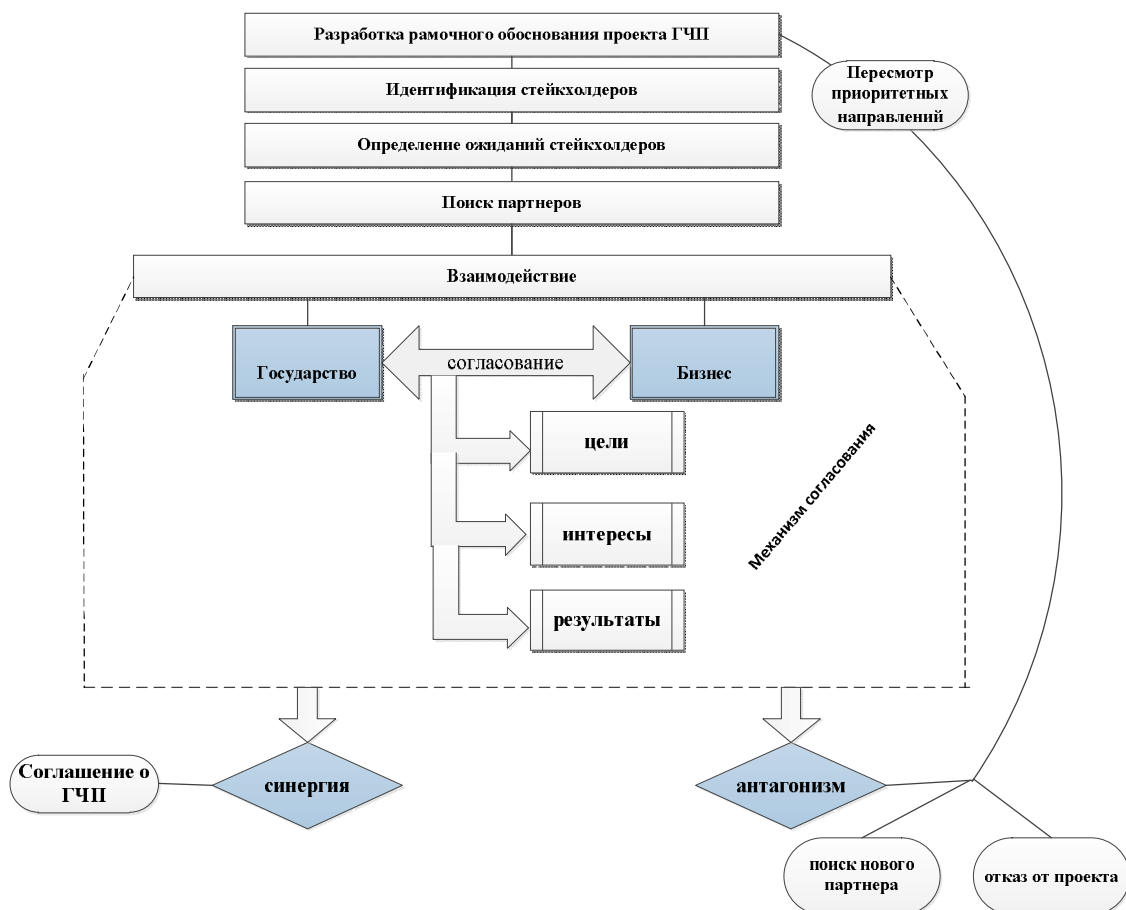 Разработка рамочного обоснования проекта ГЧП
Пересмотр
приоритетных
направлений
Идентификация стейкхолдеров
Определение ожиданий стейкхолдеров
Поиск партнеров
Взаимодействие
Государство
согласование
Бизнес
цели
интересы
результаты
Механизм согласования
Соглашение о
ГЧП
синергия
антагонизм
поиск нового
партнера
отказ от проекта